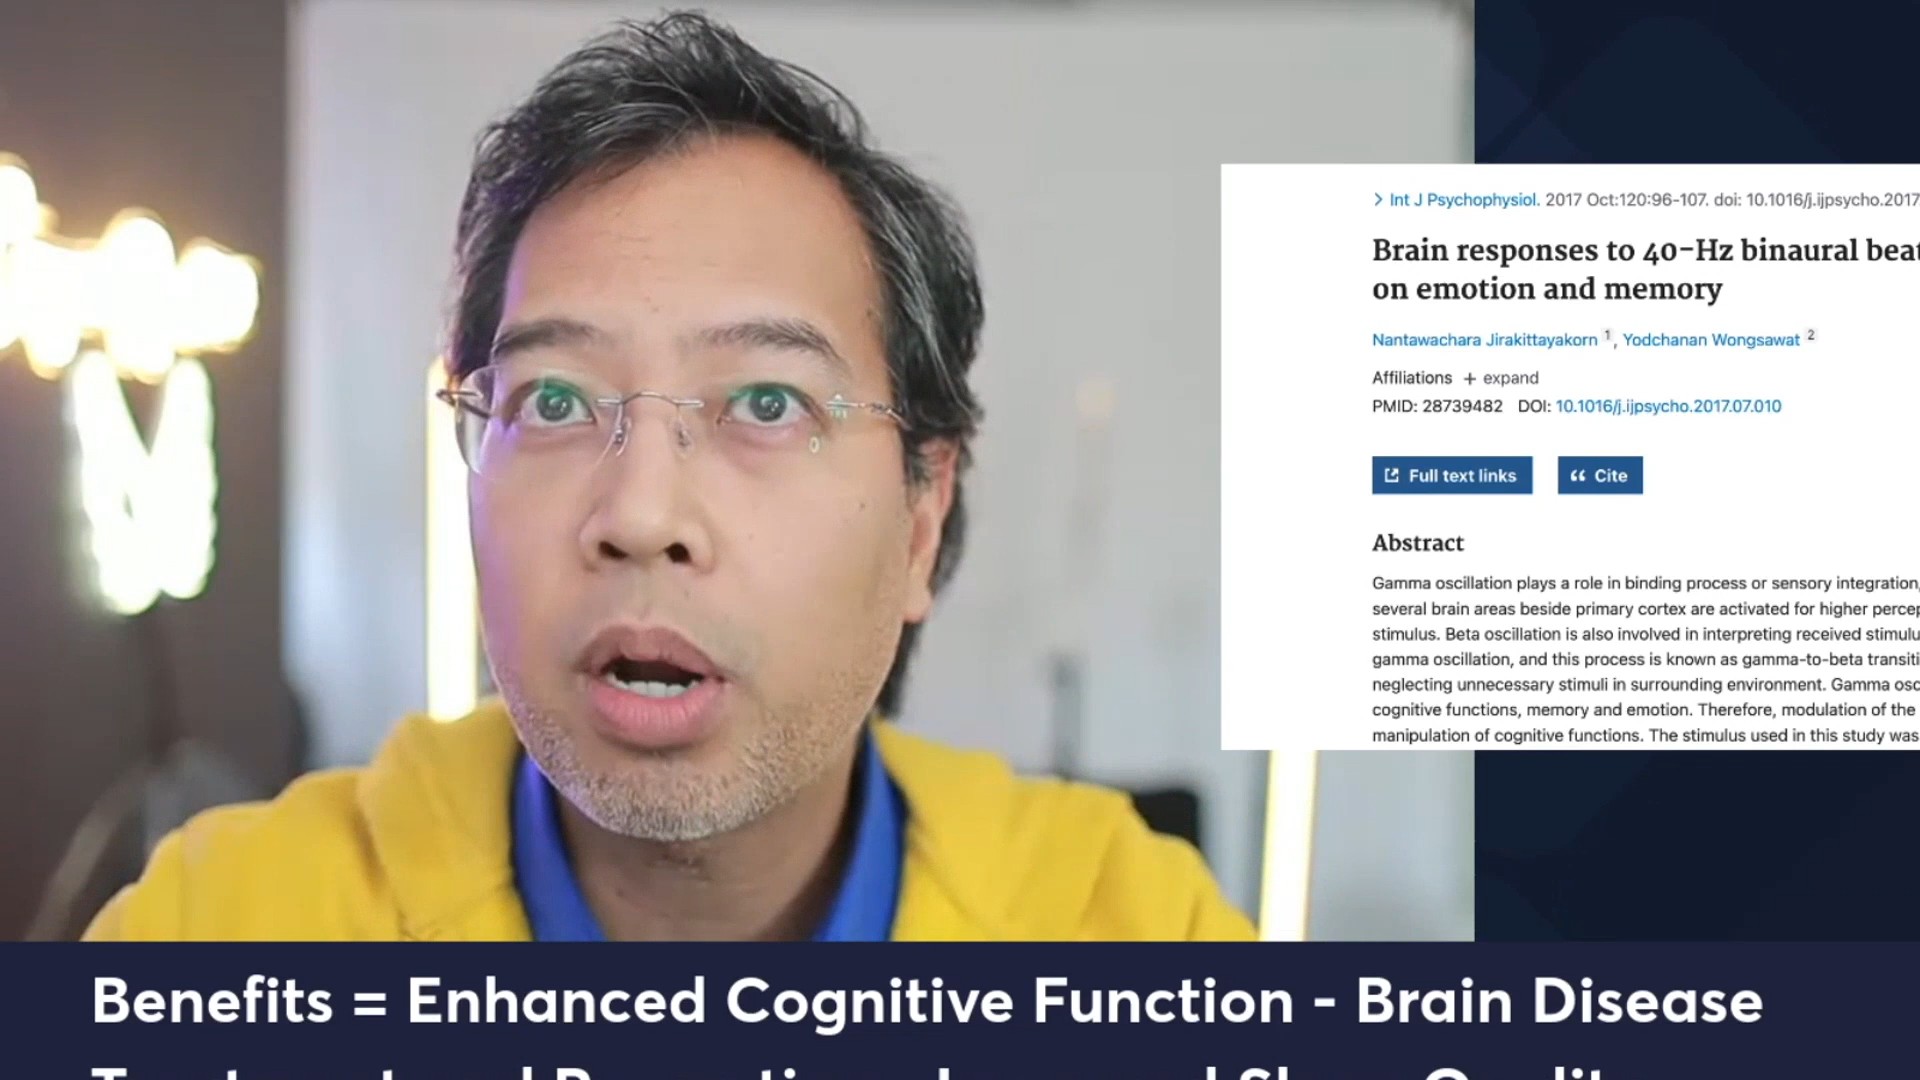 Int J Psychophysiol. 2017 Oct:120:96-107. doi: 10.1016/j.ijpsycho.2017.
Brain responses to 40-Hz binaural
on emotion and memory
Nantawachara Jirakittayakorn 1, Yodchanan Wongsawat 2
Affiliations + expand
PMID: 28739482 DOI: 10.1016/j.ijpsycho.2017.07.010
Full text links
Cite
Abstract
Gamma oscillation plays a role in binding process or sensory integration,
several brain areas beside primary cortex are activated for higher
stimulus. Beta oscillation is also involved in interpreting received
gamma oscillation, and this process is known as gamma-to-beta
neglecting unnecessary stimuli in surrounding environment. Gamma
cognitive functions, memory and emotion. Therefore, modulation of the
manipulation of cognitive functions. The stimulus used in this study was
Benefits = Enhanced Cognitive Function - Brain Disease